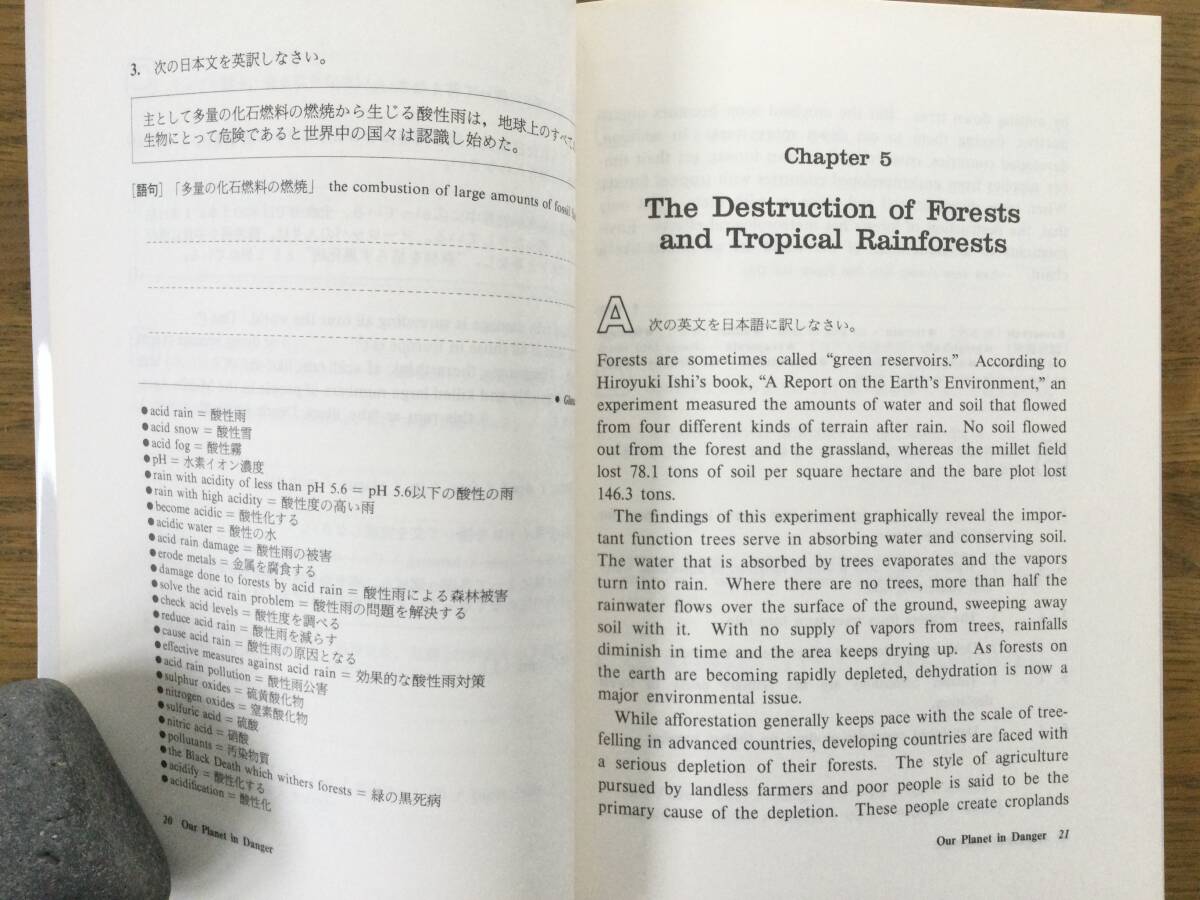 3. 次の日本文を英訳しなさい。
主として多量の化石燃料の燃焼から生じる酸性雨は，地球上のすべて
生物にとって危険であると世界中の国々は認識し始めた。
[語句] 「多量の化石燃料の燃焼」 the combustion of large amounts of fossil
●acid rain = 酸性雨
●acid snow = 酸性雪
●acid fog = 酸性霧
●pH = 水素イオン濃度
●rain with acidity of less than pH 5.6 = pH 5.6以下の酸性の雨
●rain with high acidity = 酸性度の高い雨
●become acidic = 酸性化する
●acidic water = 酸性の水
●acid rain damage = 酸性雨の被害
●erode metals = 金属を腐食する
●damage done to forests by acid rain = 酸性雨による森林被害
●solve the acid rain problem = 酸性雨の問題を解決する
●check acid levels = 酸性度を調べる
●reduce acid rain = 酸性雨を減らす
●cause acid rain = 酸性雨の原因となる
●effective measures against acid rain = 効果的な酸性雨対策
●acid rain pollution = 酸性雨公害
●sulphur oxides = 硫黄酸化物
●nitrogen oxides = 窒素酸化物
●sulfuric acid = 硫酸
●nitric acid = 硝酸
●pollutants = 汚染物質
●the Black Death which withers forests = 緑の黒死病
●acidify = 酸性化する
●acidification = 酸性化
20 Our Planet in Danger
Chapter 5
The Destruction of Forests
and Tropical Rainforests
A 次の英文を日本語に訳しなさい。
Forests are sometimes called “green reservoirs.” According to
Hiroyuki Ishi’s book, “A Report on the Earth’s Environment,” an
experiment measured the amounts of water and soil that flowed
from four different kinds of terrain after rain. No soil flowed
out from the forest and the grassland, whereas the millet field
lost 78.1 tons of soil per square hectare and the bare plot lost
146.3 tons.
The findings of this experiment graphically reveal the impor-
tant function trees serve in absorbing water and conserving soil.
The water that is absorbed by trees evaporates and the vapors
turn into rain. Where there are no trees, more than half the
rainwater flows over the surface of the ground, sweeping away
soil with it. With no supply of vapors from trees, rainfalls
diminish in time and the area keeps drying up. As forests on
the earth are becoming rapidly depleted, dehydration is now a
major environmental issue.
While afforestation generally keeps pace with the scale of tree-
felling in advanced countries, developing countries are faced with
a serious depletion of their forests. The style of agriculture
pursued by landless farmers and poor people is said to be the
primary cause of the depletion. These people create croplands
Our Planet in Danger 21